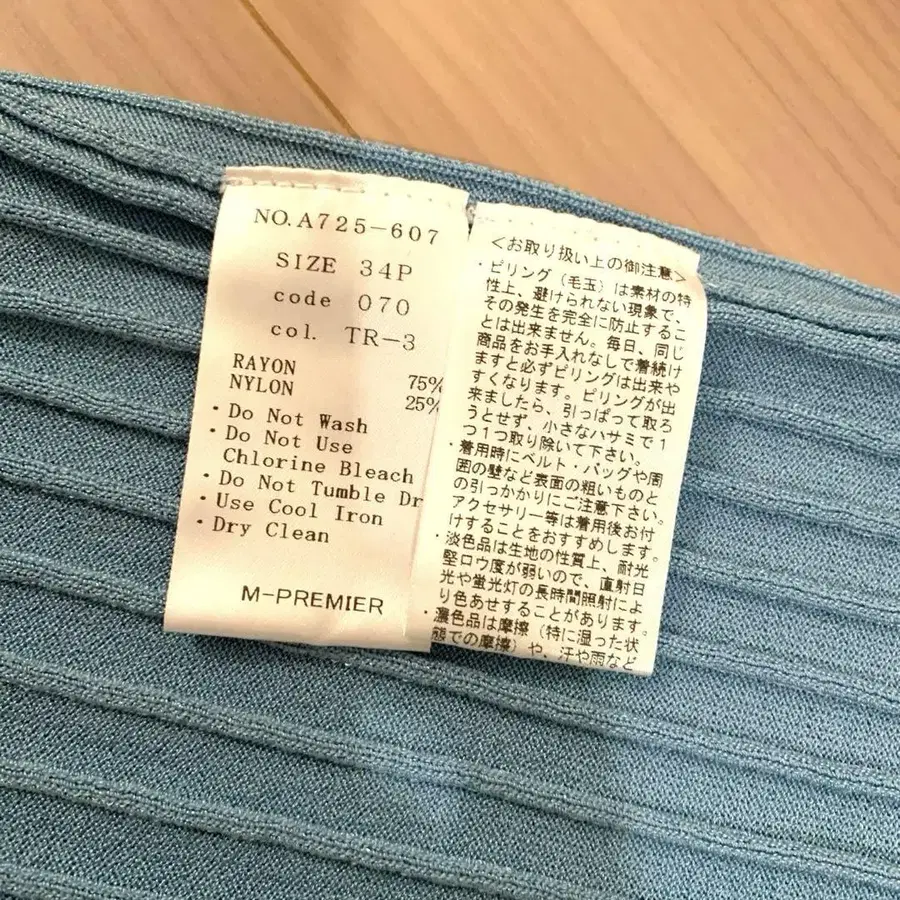 NO.A725-607
SIZE 34P
code 070
col. TR-3
RAYON 75%
NYLON 25%
・Do Not Wash
・Do Not Use
Chlorine Bleach
・Do Not Tumble Dr
・Use Cool Iron
・Dry Clean
M-PREMIER
<お取り扱い上の御注意>
・ピリング（毛玉）は素材の特
性上、避けられない現象で、
その発生を完全に防止するこ
とは出来ません。毎日、同じ
商品をお手入れなしで着続け
ますと必ずピリングは出来や
すくなります。ピリングが出
来ましたら、引っぱって取ろ
うとせず、小さなハサミで1
つ1つ取り除いて下さい。
・着用時にベルト・バッグや周
囲の壁など表面の粗いものと
の引っかかりにご注意下さい。
アクセサリー等は着用後お付
けすることをおすすめします。
・淡色品は生地の性質上、耐光
堅ロウ度が弱いので、直射日
光や蛍光灯の長時間照射によ
り色あせすることがあります。
・濃色品は摩擦（特に湿った状
態での摩擦）や、汗や雨など